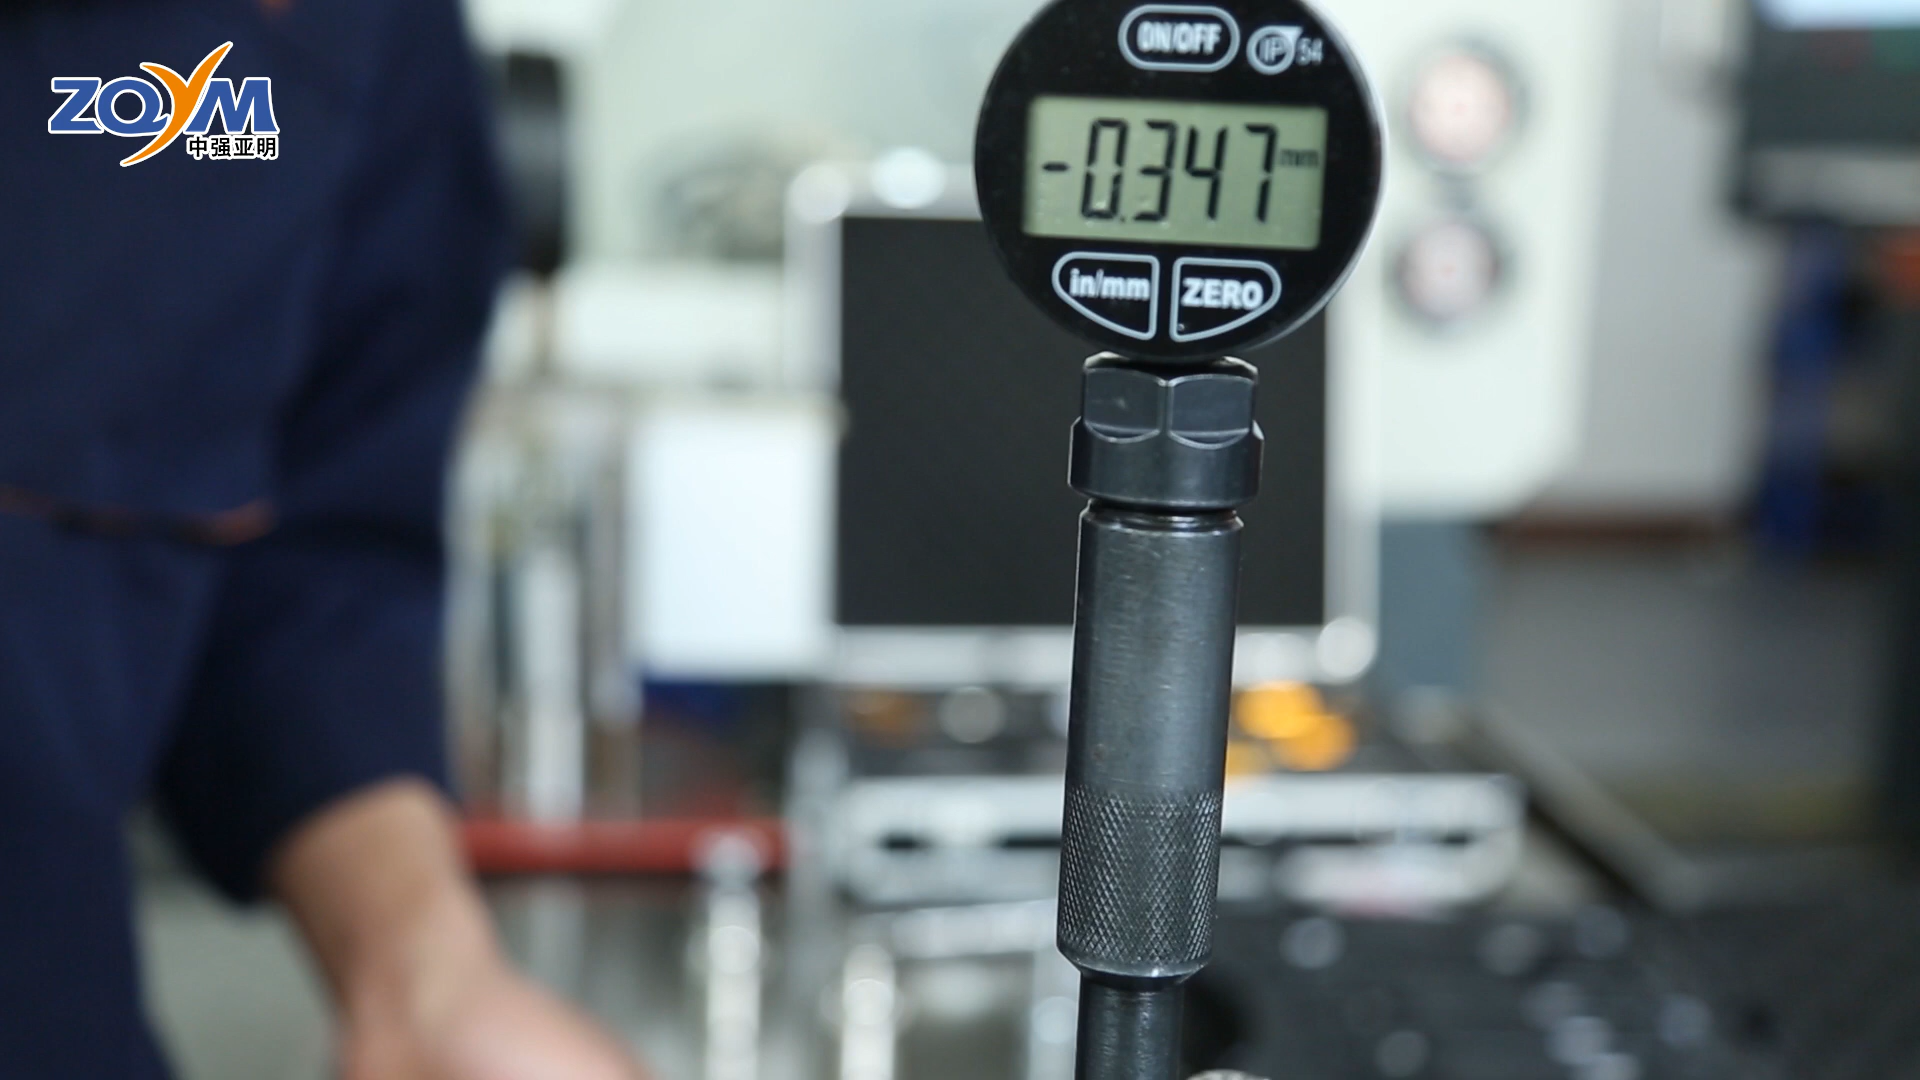 ZQYM
中强亚明
ON/OFF
IP54
-0.347 mm
in/mm
ZERO